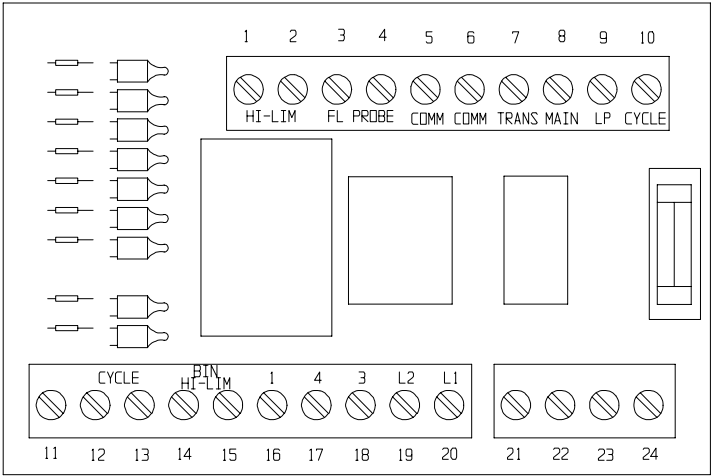 1 2 3 4 5 6 7 8 9 10
HI-LIM FL PROBE COMM COMM TRANS MAIN LP CYCLE
CYCLE BIN HI-LIM 1 4 3 L2 L1
11 12 13 14 15 16 17 18 19 20 21 22 23 24